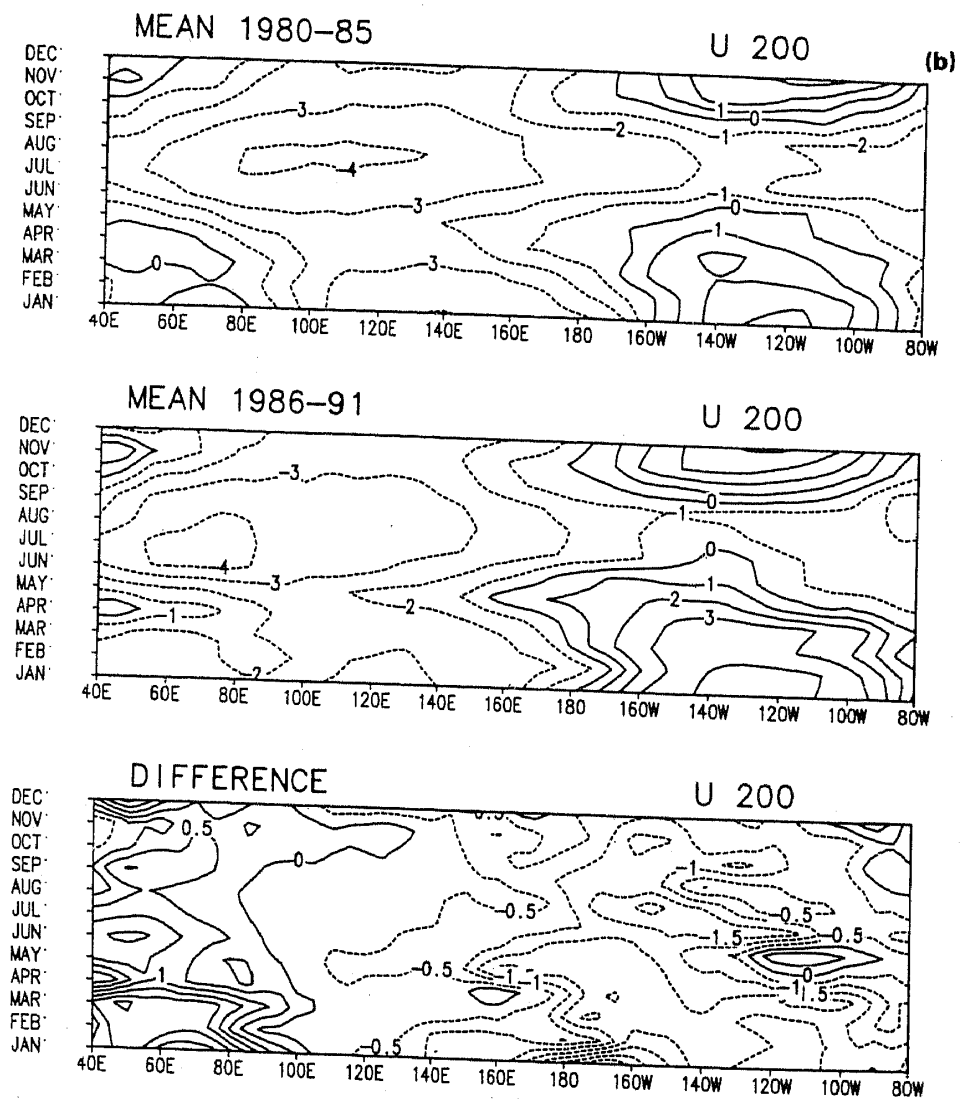 MEAN 1980-85
U 200
(b)
DEC
NOV
OCT
SEP
AUG
JUL
JUN
MAY
APR
MAR
FEB
JAN
-3
1
0
-2
-1
-2
-4
-3
-1
0
1
0
-3
40E 60E 80E 100E 120E 140E 160E 180 160W 140W 120W 100W 80W
MEAN 1986-91
U 200
DEC
NOV
OCT
SEP
AUG
JUL
JUN
MAY
APR
MAR
FEB
JAN
-3
0
-1
0
-4
-3
1
-2
2
-1
3
-2
40E 60E 80E 100E 120E 140E 160E 180 160W 140W 120W 100W 80W
DIFFERENCE
U 200
DEC
NOV
OCT
SEP
AUG
JUL
JUN
MAY
APR
MAR
FEB
JAN
0.5
0
-1
-0.5
-0.5
-1.5
-0.5
-0.5
1
-1
-1
0
-0.5
40E 60E 80E 100E 120E 140E 160E 180 160W 140W 120W 100W 80W